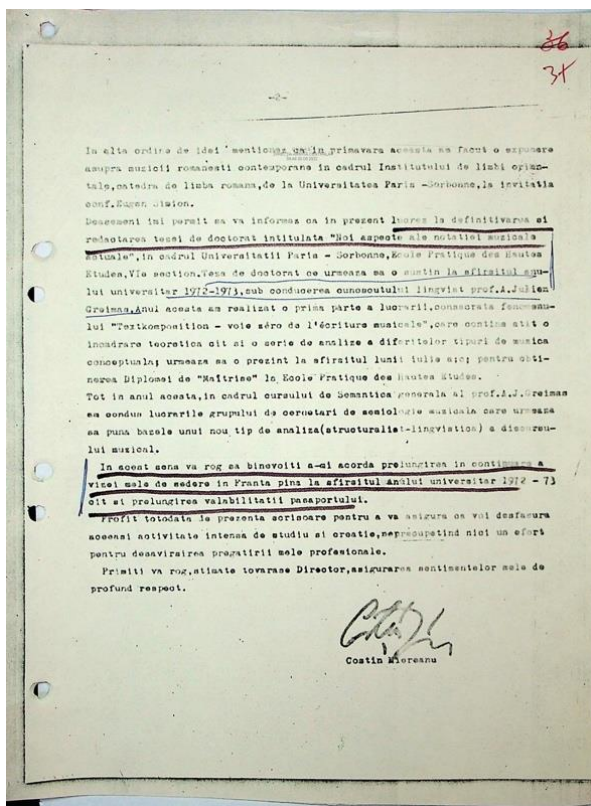 36
37
-2-
In alta ordine de idei mentionez ca in primavara aceasta am facut o expunere
asupra muzicii romanesti contemporane in cadrul Institutului de limbi orien-
tale,catedra de limba romana,de la Universitatea Paris -Sorbonne,la invitatia
conf.Eugen Simion.
Deasemeni imi permit sa va informez ca in prezent lucrez la definitivarea si
redactarea tezei de doctorat intitulata "Noi aspecte ale notatiei muzicale
actuale",in cadrul Universitatii Paris - Sorbonne,Ecole Pratique des Hautes
Etudes,VIe section.Teza de doctorat ce urmeaza sa o sustin la sfirsitul anu-
lui universitar 1972-1973,sub conducerea cunoscutului lingvist prof.A.Julien
Greimas.Anul acesta am realizat o prima parte a lucrarii,consacrata fenomenu-
lui "Textkomposition - voie zéro de l'écriture musicale",care contine atit o
incadrare teoretica cit si o serie de analize a diferitelor tipuri de muzica
conceptuala; urmeaza sa o prezint la sfirsitul lunii iulie a;c; pentru obti-
nerea Diplomei de "Maitrise" la Ecole Pratique des Hautes Etudes.
Tot in anul acesta,in cadrul cursului de Semantica generala al prof.A.J.Greimas
am condus lucrarile grupului de cercetari de semiologie muzicala care urmeaza
sa puna bazele unui nou tip de analiza(structuralist-lingvistica) a discursu-
lui muzical.
In acest sens va rog sa binevoiti a-mi acorda prelungirea in continuare a
vizei mele de sedere in Franta pina la sfirsitul anului universitar 1972 - 73
cit si prelungirea valabilitatii pasaportului.
Profit totodata de prezenta scrisoare pentru a va asigura ca voi desfasura
aceeasi activitate intensa de studiu si creatie,neprecupetind nici un efort
pentru desavirsirea pregatirii mele profesionale.
Primiti va rog,stimate tovarase Director,asigurarea sentimentelor mele de
profund respect.
Costin Miereanu